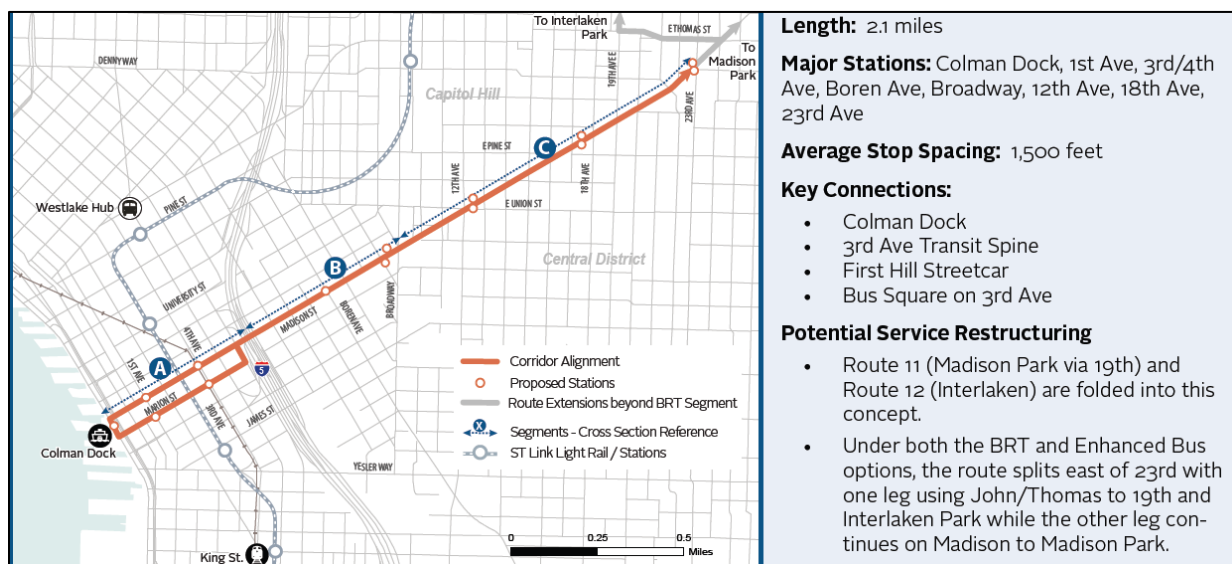 To Interlaken
Park
E THOMAS ST
To
Madison
Park
DENNY WAY
19TH AVE E
23RD AVE
Capitol Hill
C
E PINE ST
12TH AVE
18TH AVE
E UNION ST
Westlake Hub
PINE ST
Central District
B
UNIVERSITY ST
MADISON ST
BOREN AVE
BROADWAY
4TH AVE
1ST AVE
A
5
MARION ST
3RD AVE
JAMES ST
Colman Dock
YESLER WAY
King St.
Corridor Alignment
Proposed Stations
Route Extensions beyond BRT Segment
X
Segments - Cross Section Reference
ST Link Light Rail / Stations
0 0.25 0.5
Miles
Length: 2.1 miles
Major Stations: Colman Dock, 1st Ave, 3rd/4th
Ave, Boren Ave, Broadway, 12th Ave, 18th Ave,
23rd Ave
Average Stop Spacing: 1,500 feet
Key Connections:
• Colman Dock
• 3rd Ave Transit Spine
• First Hill Streetcar
• Bus Square on 3rd Ave
Potential Service Restructuring
• Route 11 (Madison Park via 19th) and
Route 12 (Interlaken) are folded into this
concept.
• Under both the BRT and Enhanced Bus
options, the route splits east of 23rd with
one leg using John/Thomas to 19th and
Interlaken Park while the other leg con-
tinues on Madison to Madison Park.